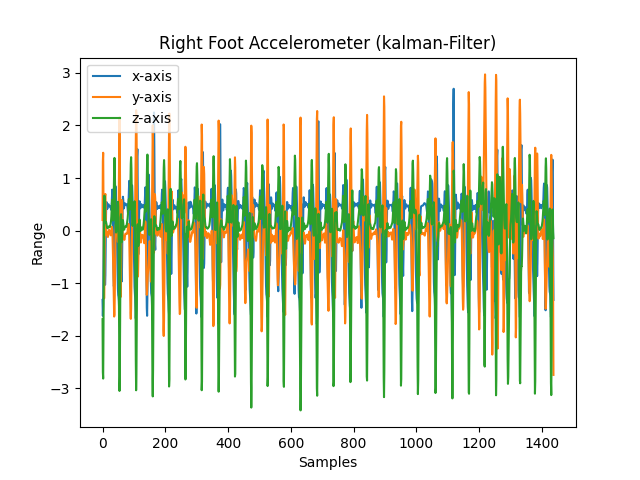 Right Foot Accelerometer (kalman-Filter)
x-axis
y-axis
z-axis
3
2
1
0
−1
−2
−3
Range
0 200 400 600 800 1000 1200 1400
Samples